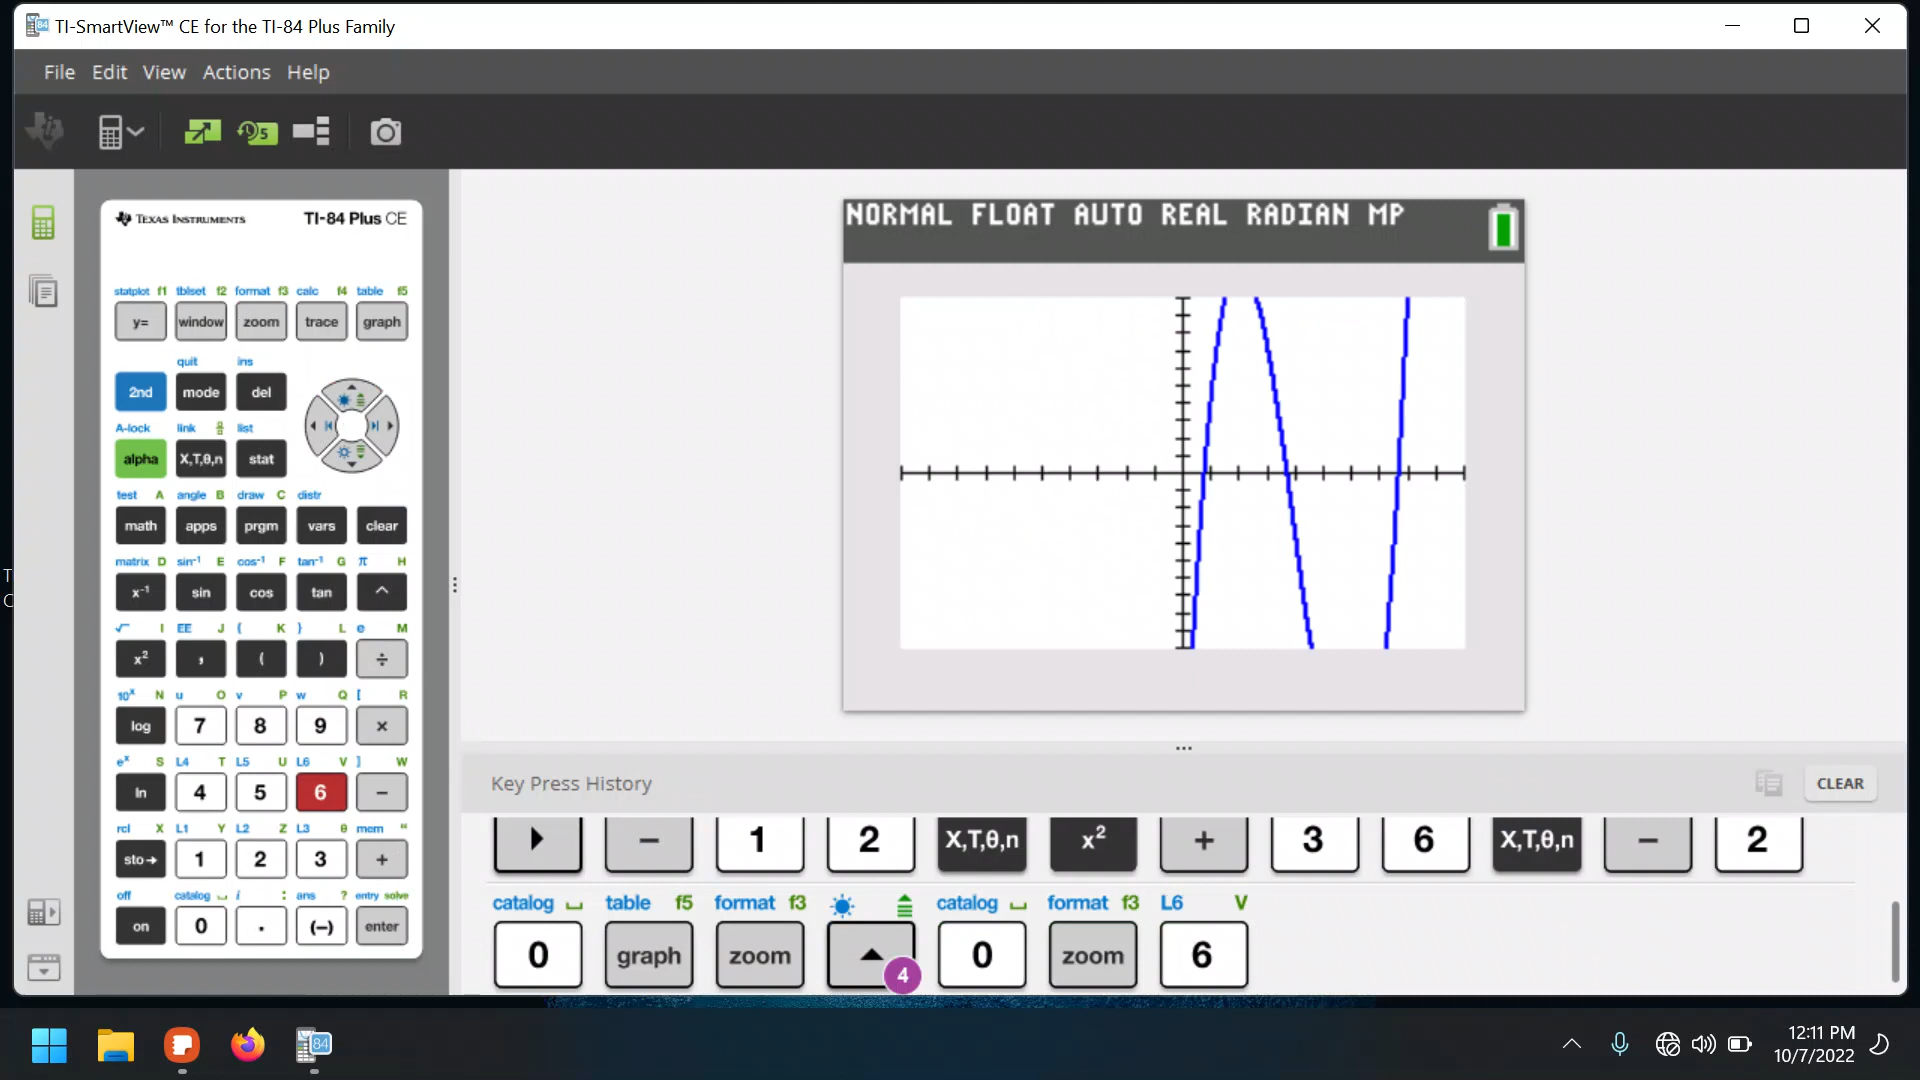 TI-SmartView™ CE for the TI-84 Plus Family
File Edit View Actions Help
5
TEXAS INSTRUMENTS TI-84 Plus CE
NORMAL FLOAT AUTO REAL RADIAN MP
statplot f1 tblset f2 format f3 calc f4 table f5
y= window zoom trace graph
quit ins
2nd mode del
A-lock link list
alpha X,T,θ,n stat
test A angle B draw C distr
math apps prgm vars clear
matrix D sin⁻¹ E cos⁻¹ F tan⁻¹ G π H
x⁻¹ sin cos tan ^
√ I EE J { K } L e M
x² , ( ) ÷
10ˣ N u O v P w Q [ R
log 7 8 9 ×
eˣ S L4 T L5 U L6 V ] W
ln 4 5 6 −
rcl X L1 Y L2 Z L3 θ mem "
sto→ 1 2 3 +
off catalog i : ans ? entry solve
on 0 . (−) enter
Key Press History CLEAR
− 1 2 X,T,θ,n x² + 3 6 X,T,θ,n − 2
catalog table f5 format f3 catalog format f3 L6 V
0 graph zoom 4 0 zoom 6
T
C
84
12:11 PM
10/7/2022